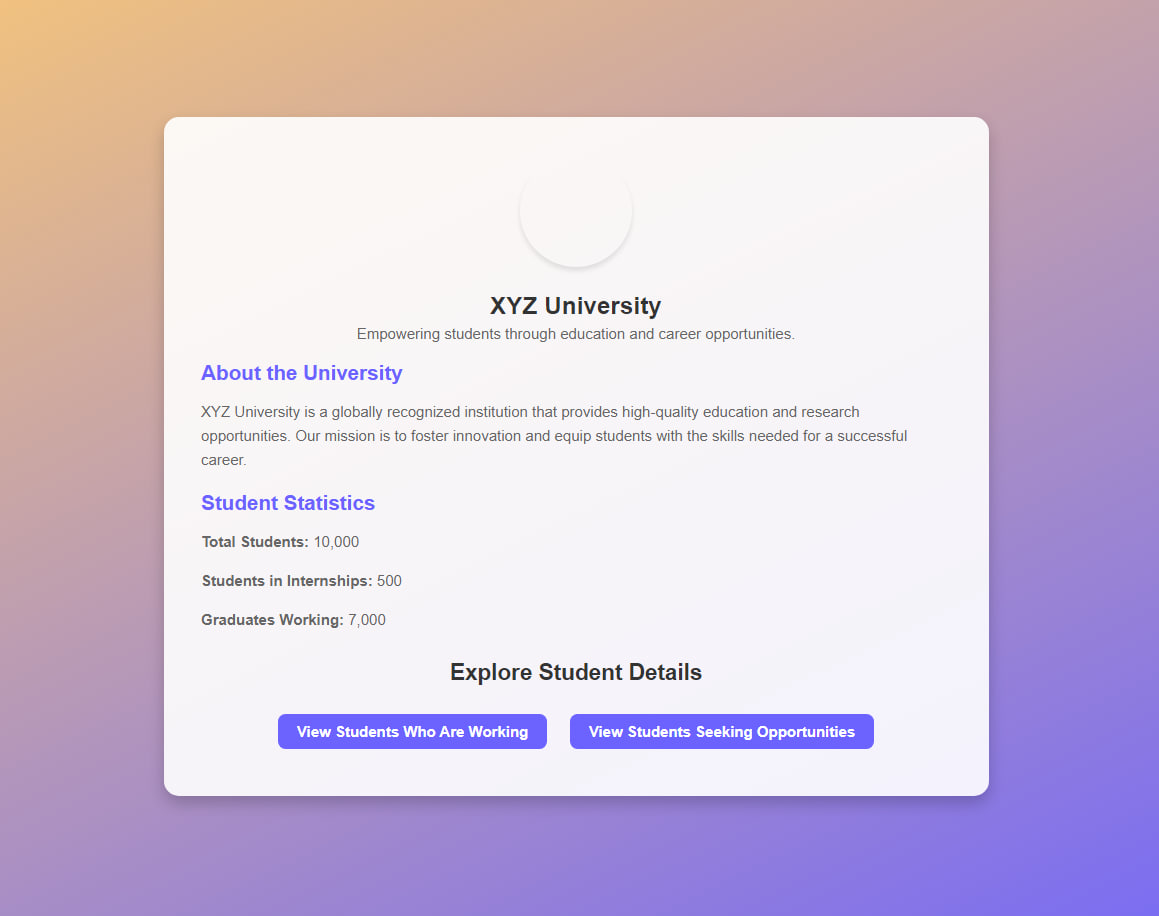 XYZ University
Empowering students through education and career opportunities.
About the University
XYZ University is a globally recognized institution that provides high-quality education and research
opportunities. Our mission is to foster innovation and equip students with the skills needed for a successful
career.
Student Statistics
Total Students: 10,000
Students in Internships: 500
Graduates Working: 7,000
Explore Student Details
View Students Who Are Working
View Students Seeking Opportunities